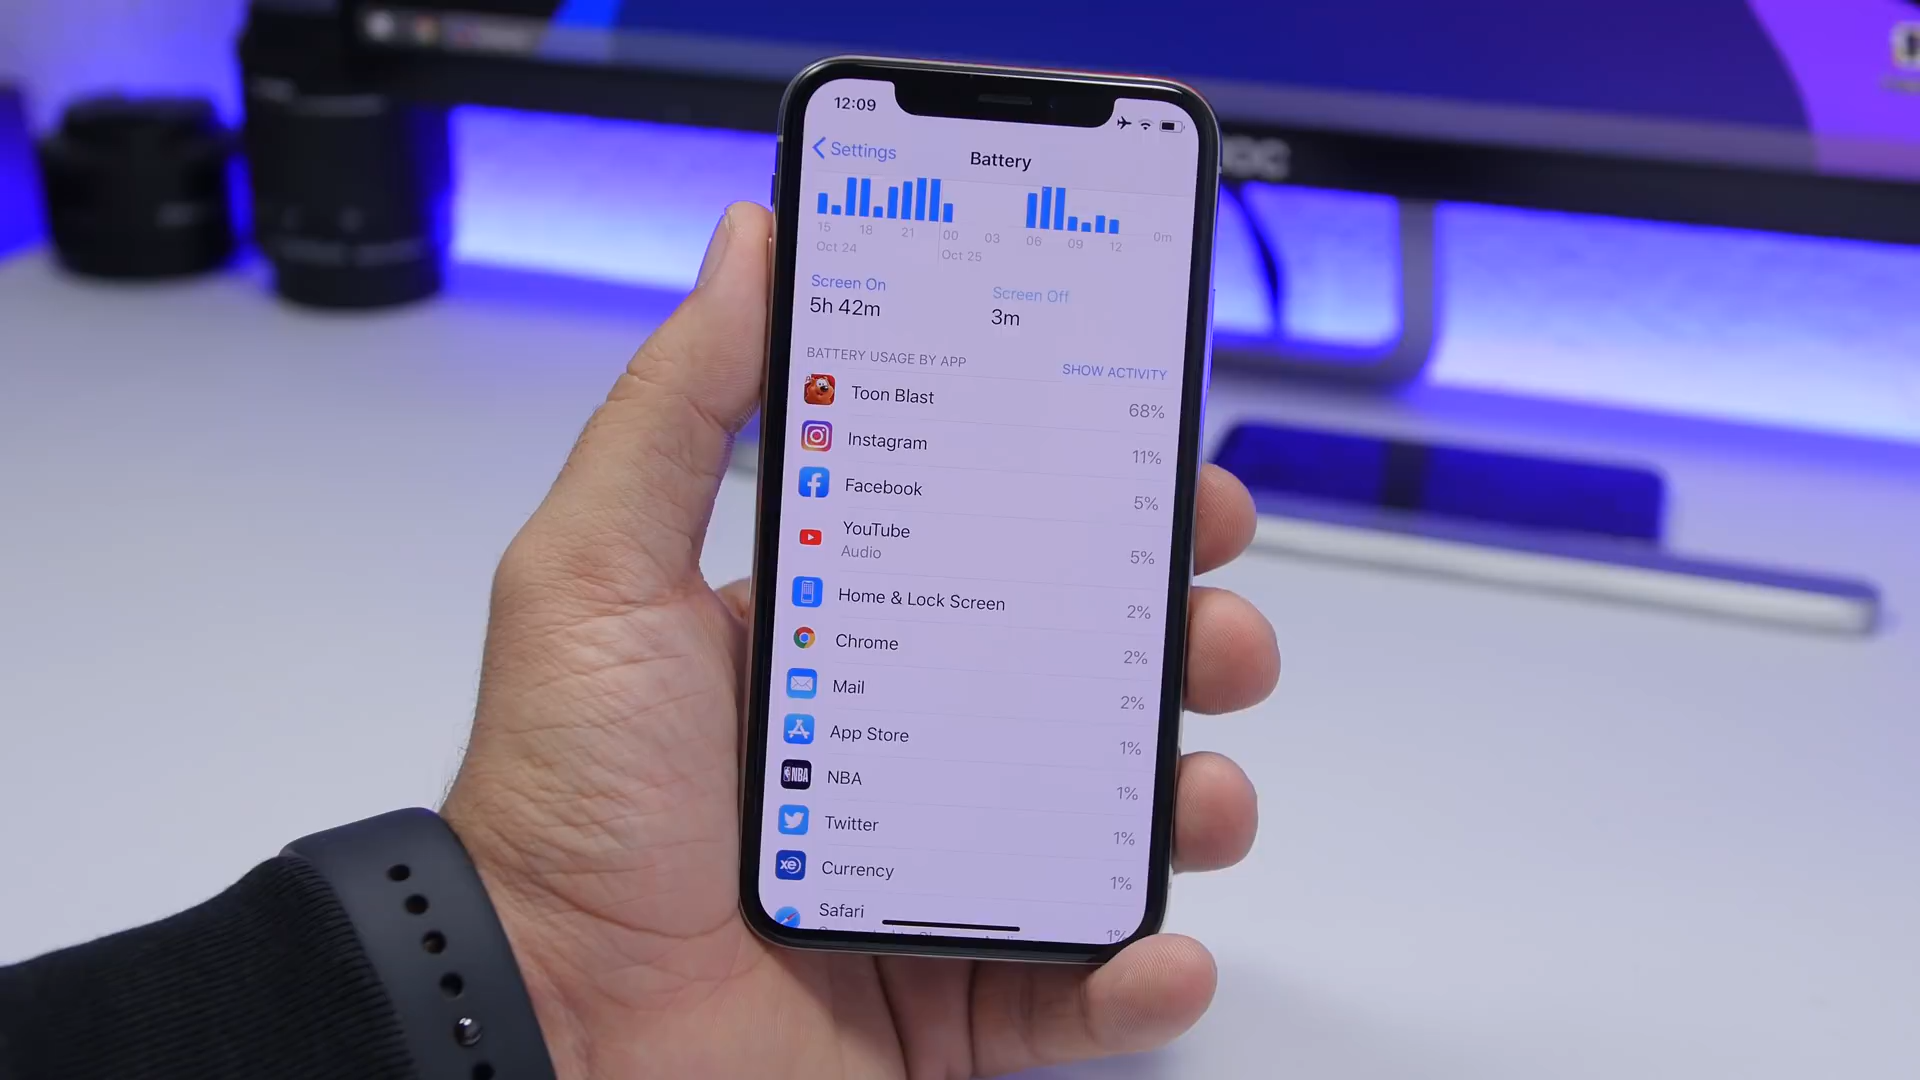 12:09
Settings
Battery
15 18 21 00 03 06 09 12 0m
Oct 24 Oct 25
Screen On Screen Off
5h 42m 3m
BATTERY USAGE BY APP SHOW ACTIVITY
Toon Blast 68%
Instagram 11%
Facebook 5%
YouTube
Audio 5%
Home & Lock Screen 2%
Chrome 2%
Mail 2%
App Store 1%
NBA NBA 1%
Twitter 1%
xe Currency 1%
Safari
1%